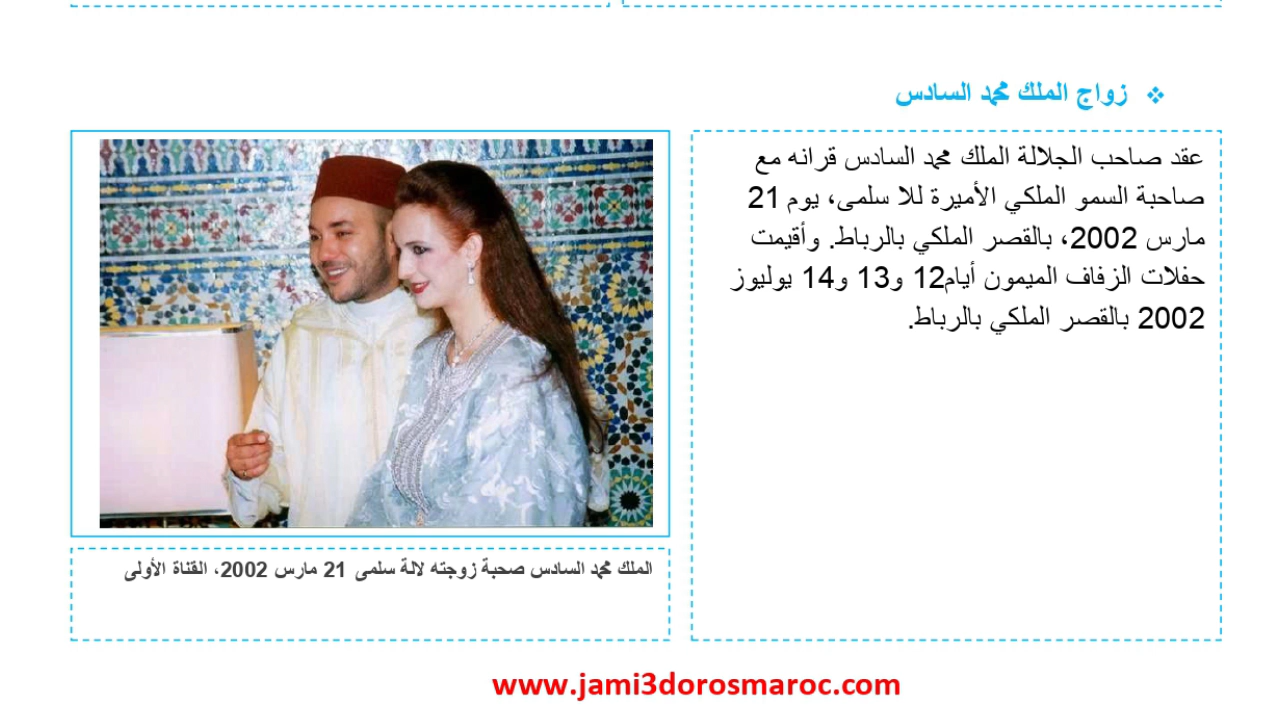 ❖ زواج الملك محمد السادس
عقد صاحب الجلالة الملك محمد السادس قرانه مع
صاحبة السمو الملكي الأميرة للا سلمى، يوم 21
مارس 2002، بالقصر الملكي بالرباط. وأقيمت
حفلات الزفاف الميمون أيام12 و13 و14 يوليوز
2002 بالقصر الملكي بالرباط.
الملك محمد السادس صحبة زوجته لالة سلمى 21 مارس 2002، القناة الأولى
www.jami3dorosmaroc.com